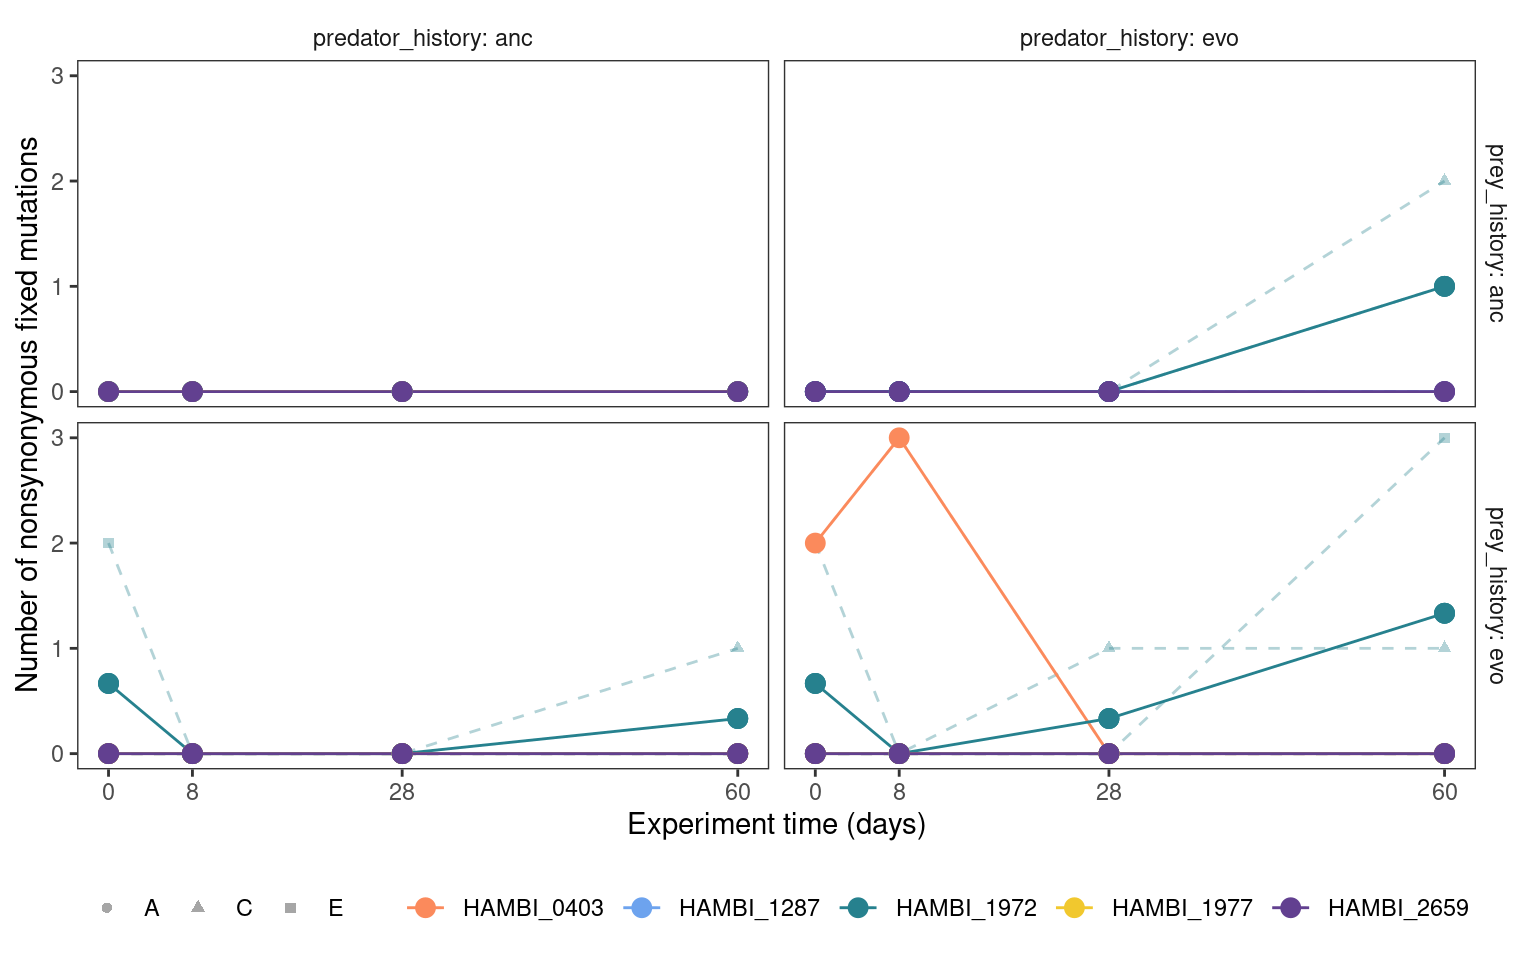 predator_history: anc
predator_history: evo
Number of nonsynonymous fixed mutations
3
2
1
0
prey_history: anc
3
2
1
0
prey_history: evo
0 8 28 60
0 8 28 60
Experiment time (days)
A C E HAMBI_0403 HAMBI_1287 HAMBI_1972 HAMBI_1977 HAMBI_2659